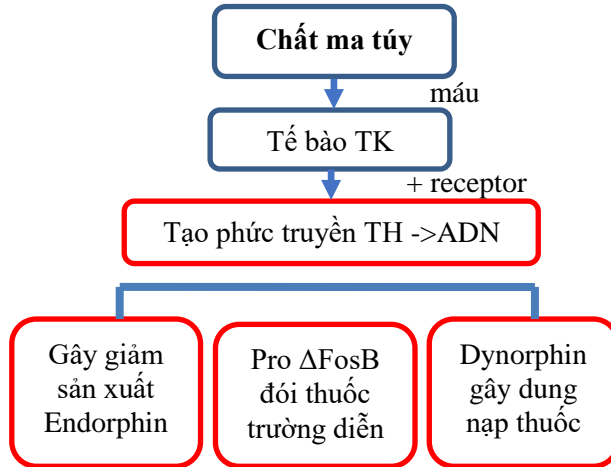 Chất ma túy
máu
Tế bào TK
+ receptor
Tạo phức truyền TH ->ADN
Gây giảm
sản xuất
Endorphin
Pro ΔFosB
đói thuốc
trường diễn
Dynorphin
gây dung
nạp thuốc